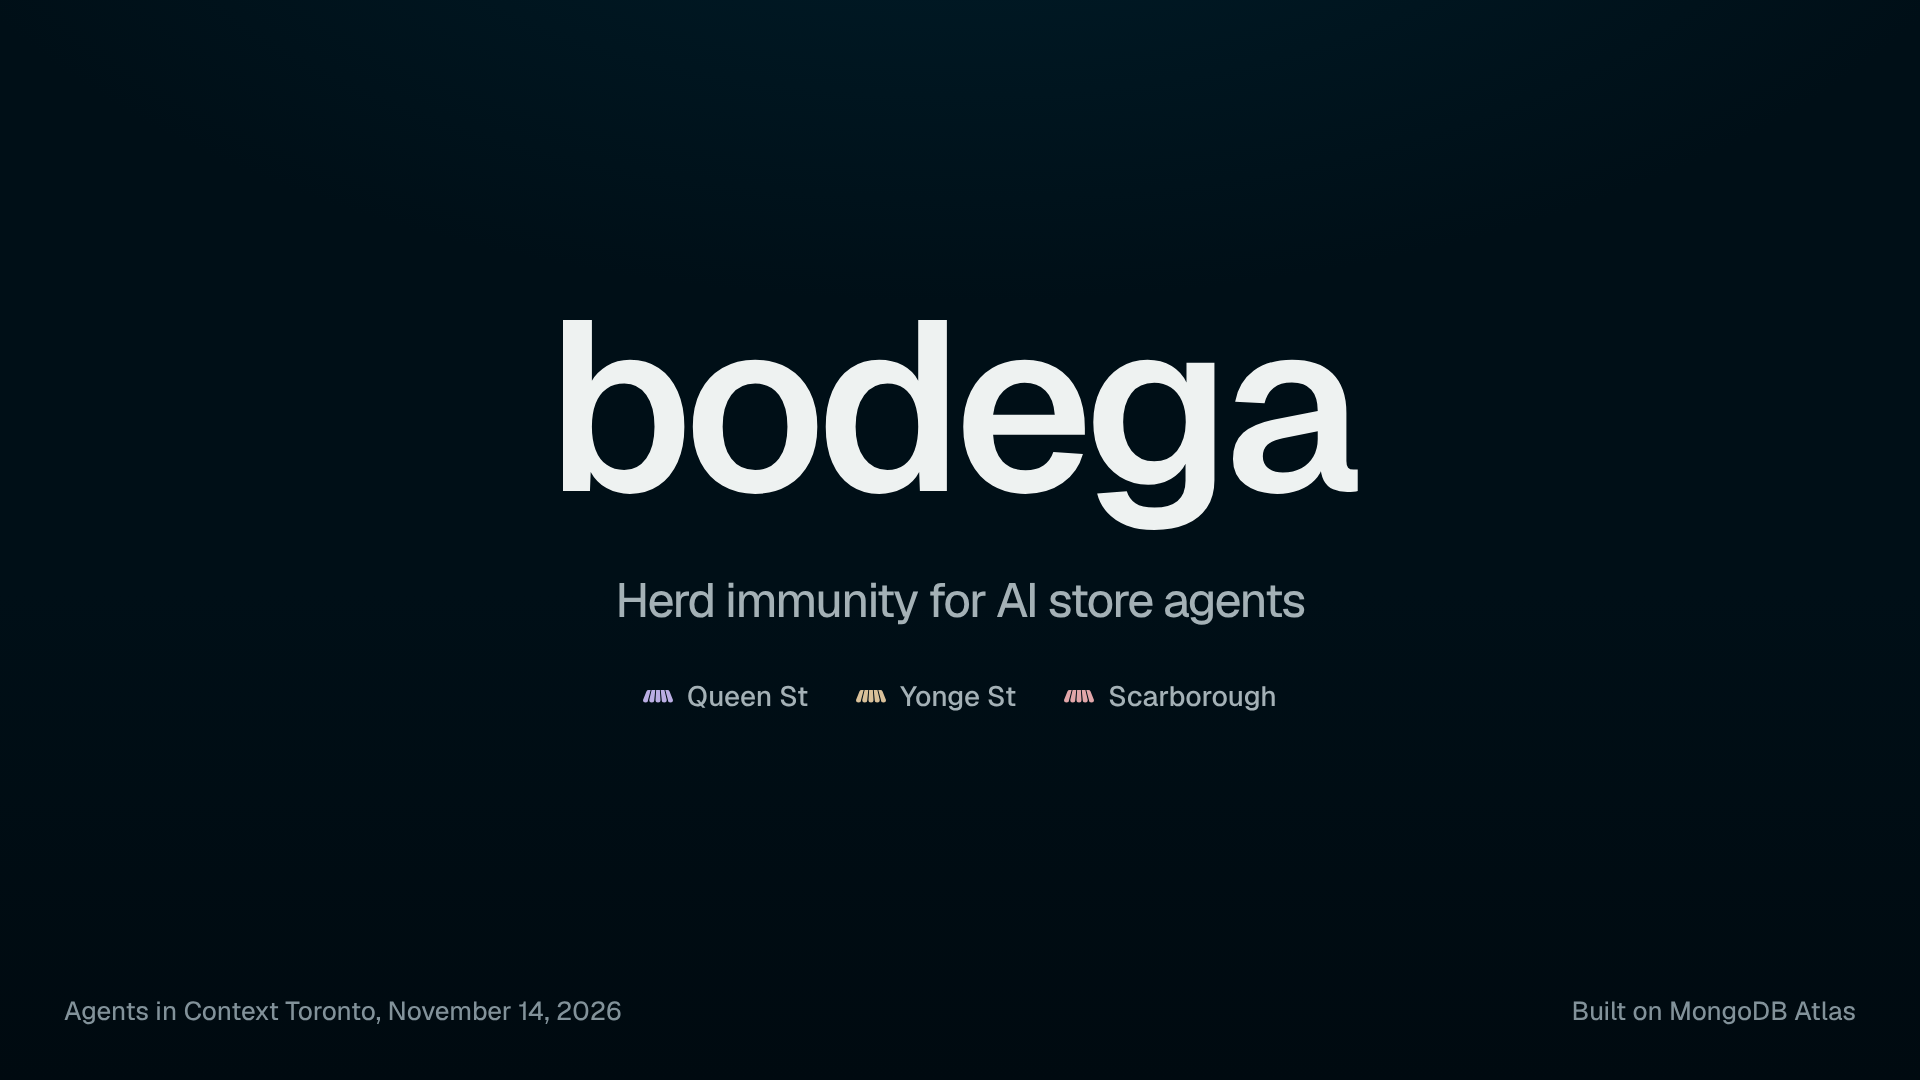 bodega
Herd immunity for AI store agents
Queen St Yonge St Scarborough
Agents in Context Toronto, November 14, 2026
Built on MongoDB Atlas